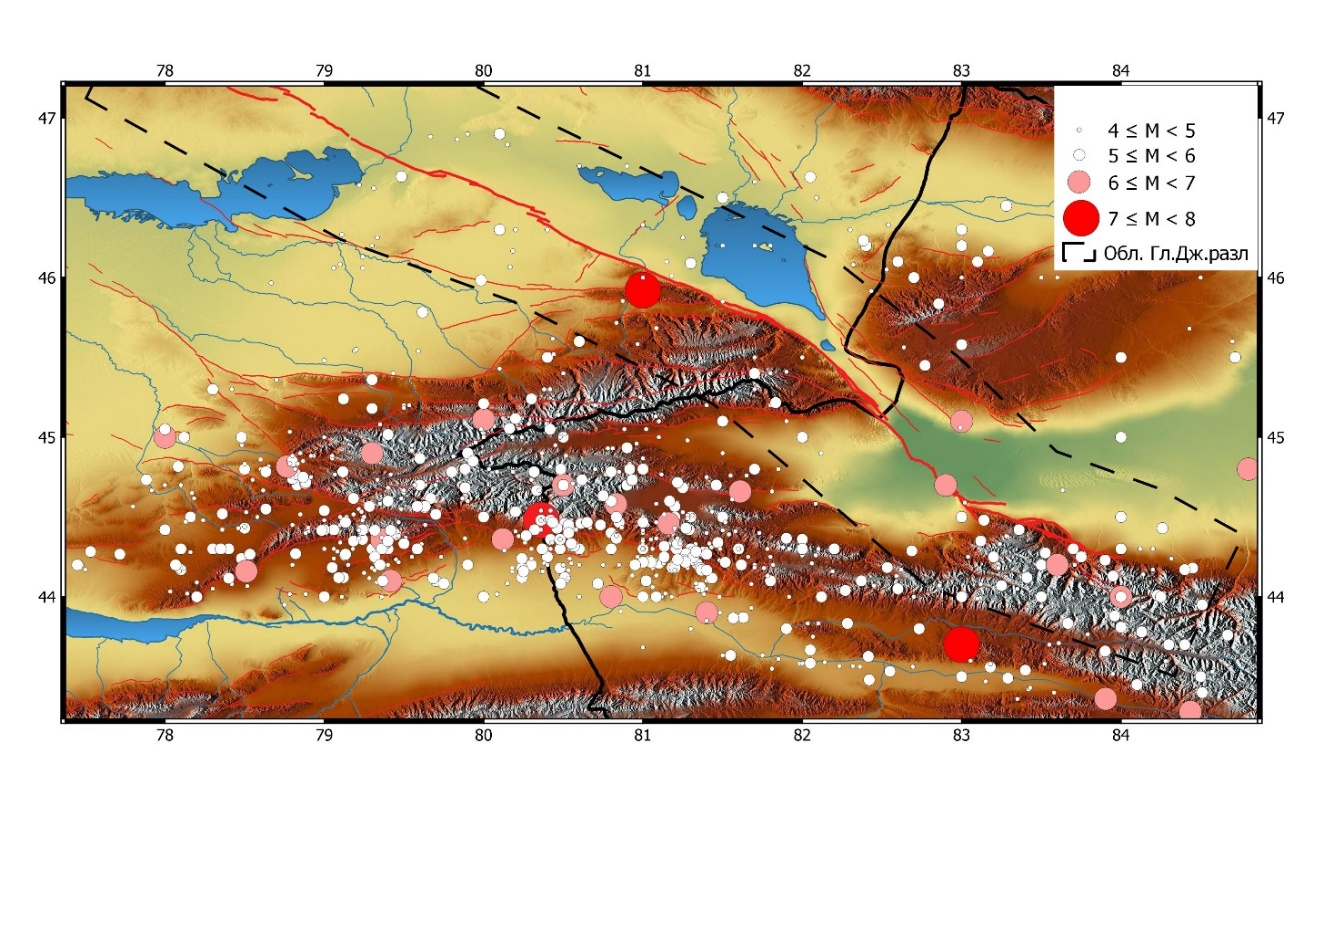 78 79 80 81 82 83 84
47 47
4 ≤ M < 5
5 ≤ M < 6
6 ≤ M < 7
7 ≤ M < 8
Обл. Гл.Дж.разл
46 46
45 45
44 44
78 79 80 81 82 83 84